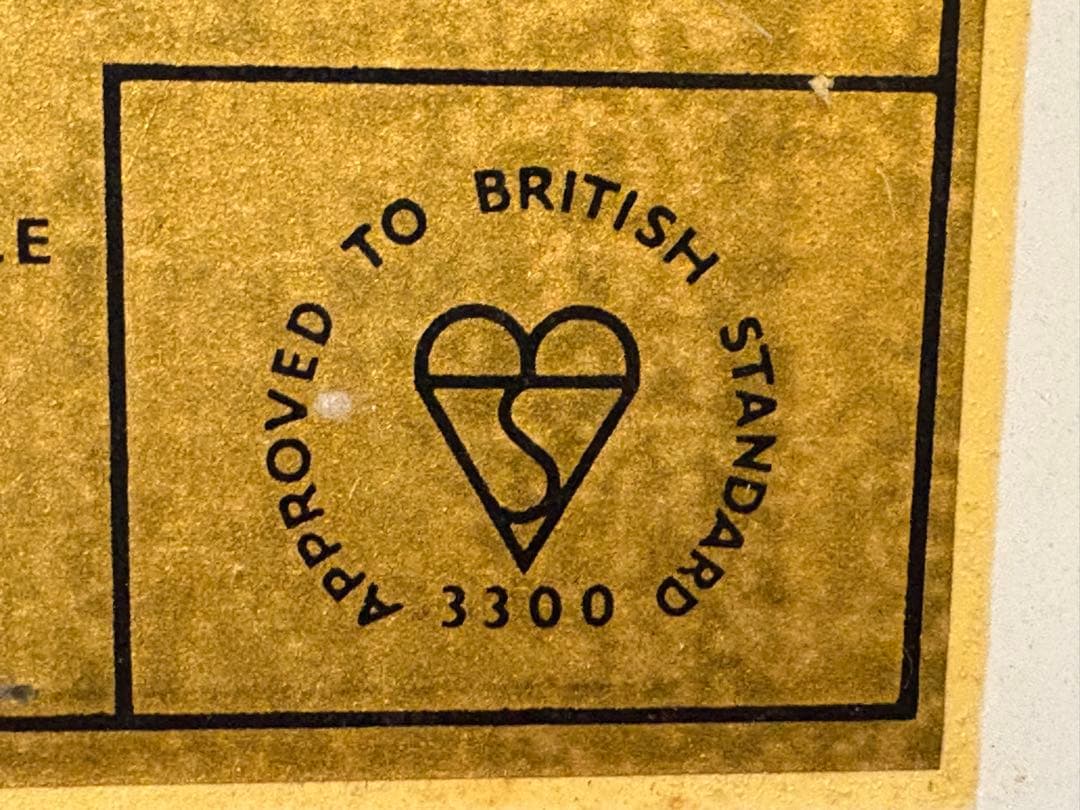 APPROVED TO BRITISH STANDARD
3300